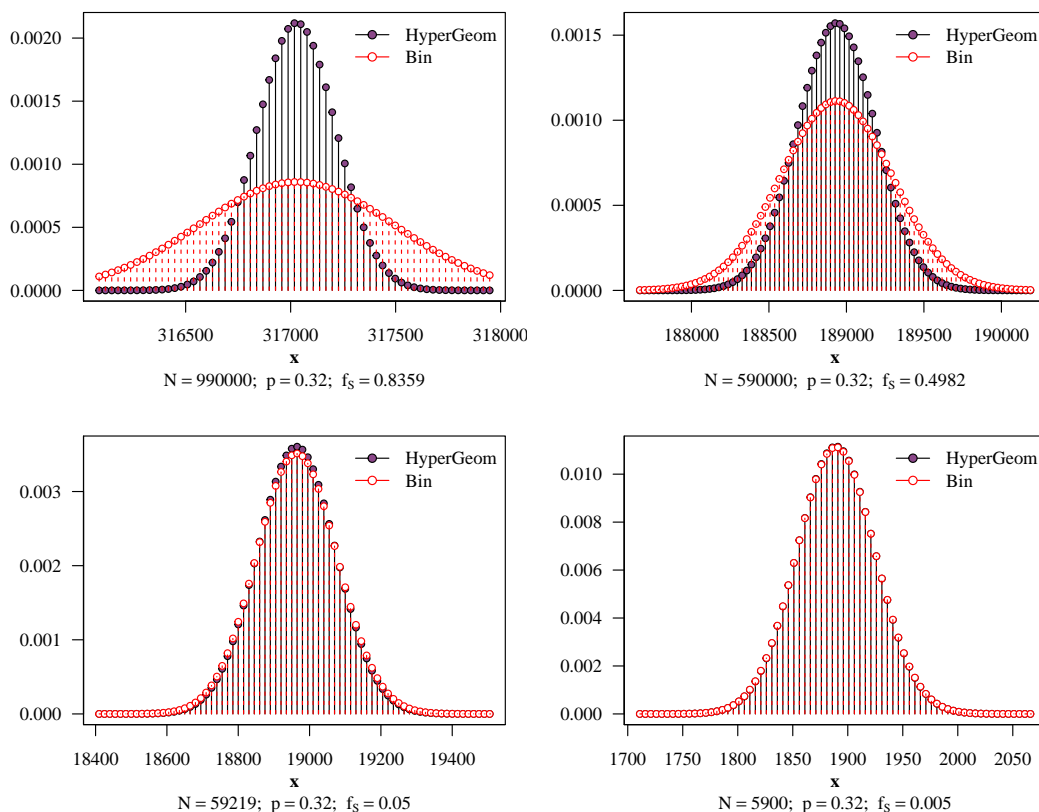 0.0020
0.0015
0.0010
0.0005
0.0000
HyperGeom
Bin
316500 317000 317500 318000
x
N = 990000; p = 0.32; fS = 0.8359
0.0015
0.0010
0.0005
0.0000
HyperGeom
Bin
188000 188500 189000 189500 190000
x
N = 590000; p = 0.32; fS = 0.4982
0.003
0.002
0.001
0.000
HyperGeom
Bin
18400 18600 18800 19000 19200 19400
x
N = 59219; p = 0.32; fS = 0.05
0.010
0.008
0.006
0.004
0.002
0.000
HyperGeom
Bin
1700 1750 1800 1850 1900 1950 2000 2050
x
N = 5900; p = 0.32; fS = 0.005